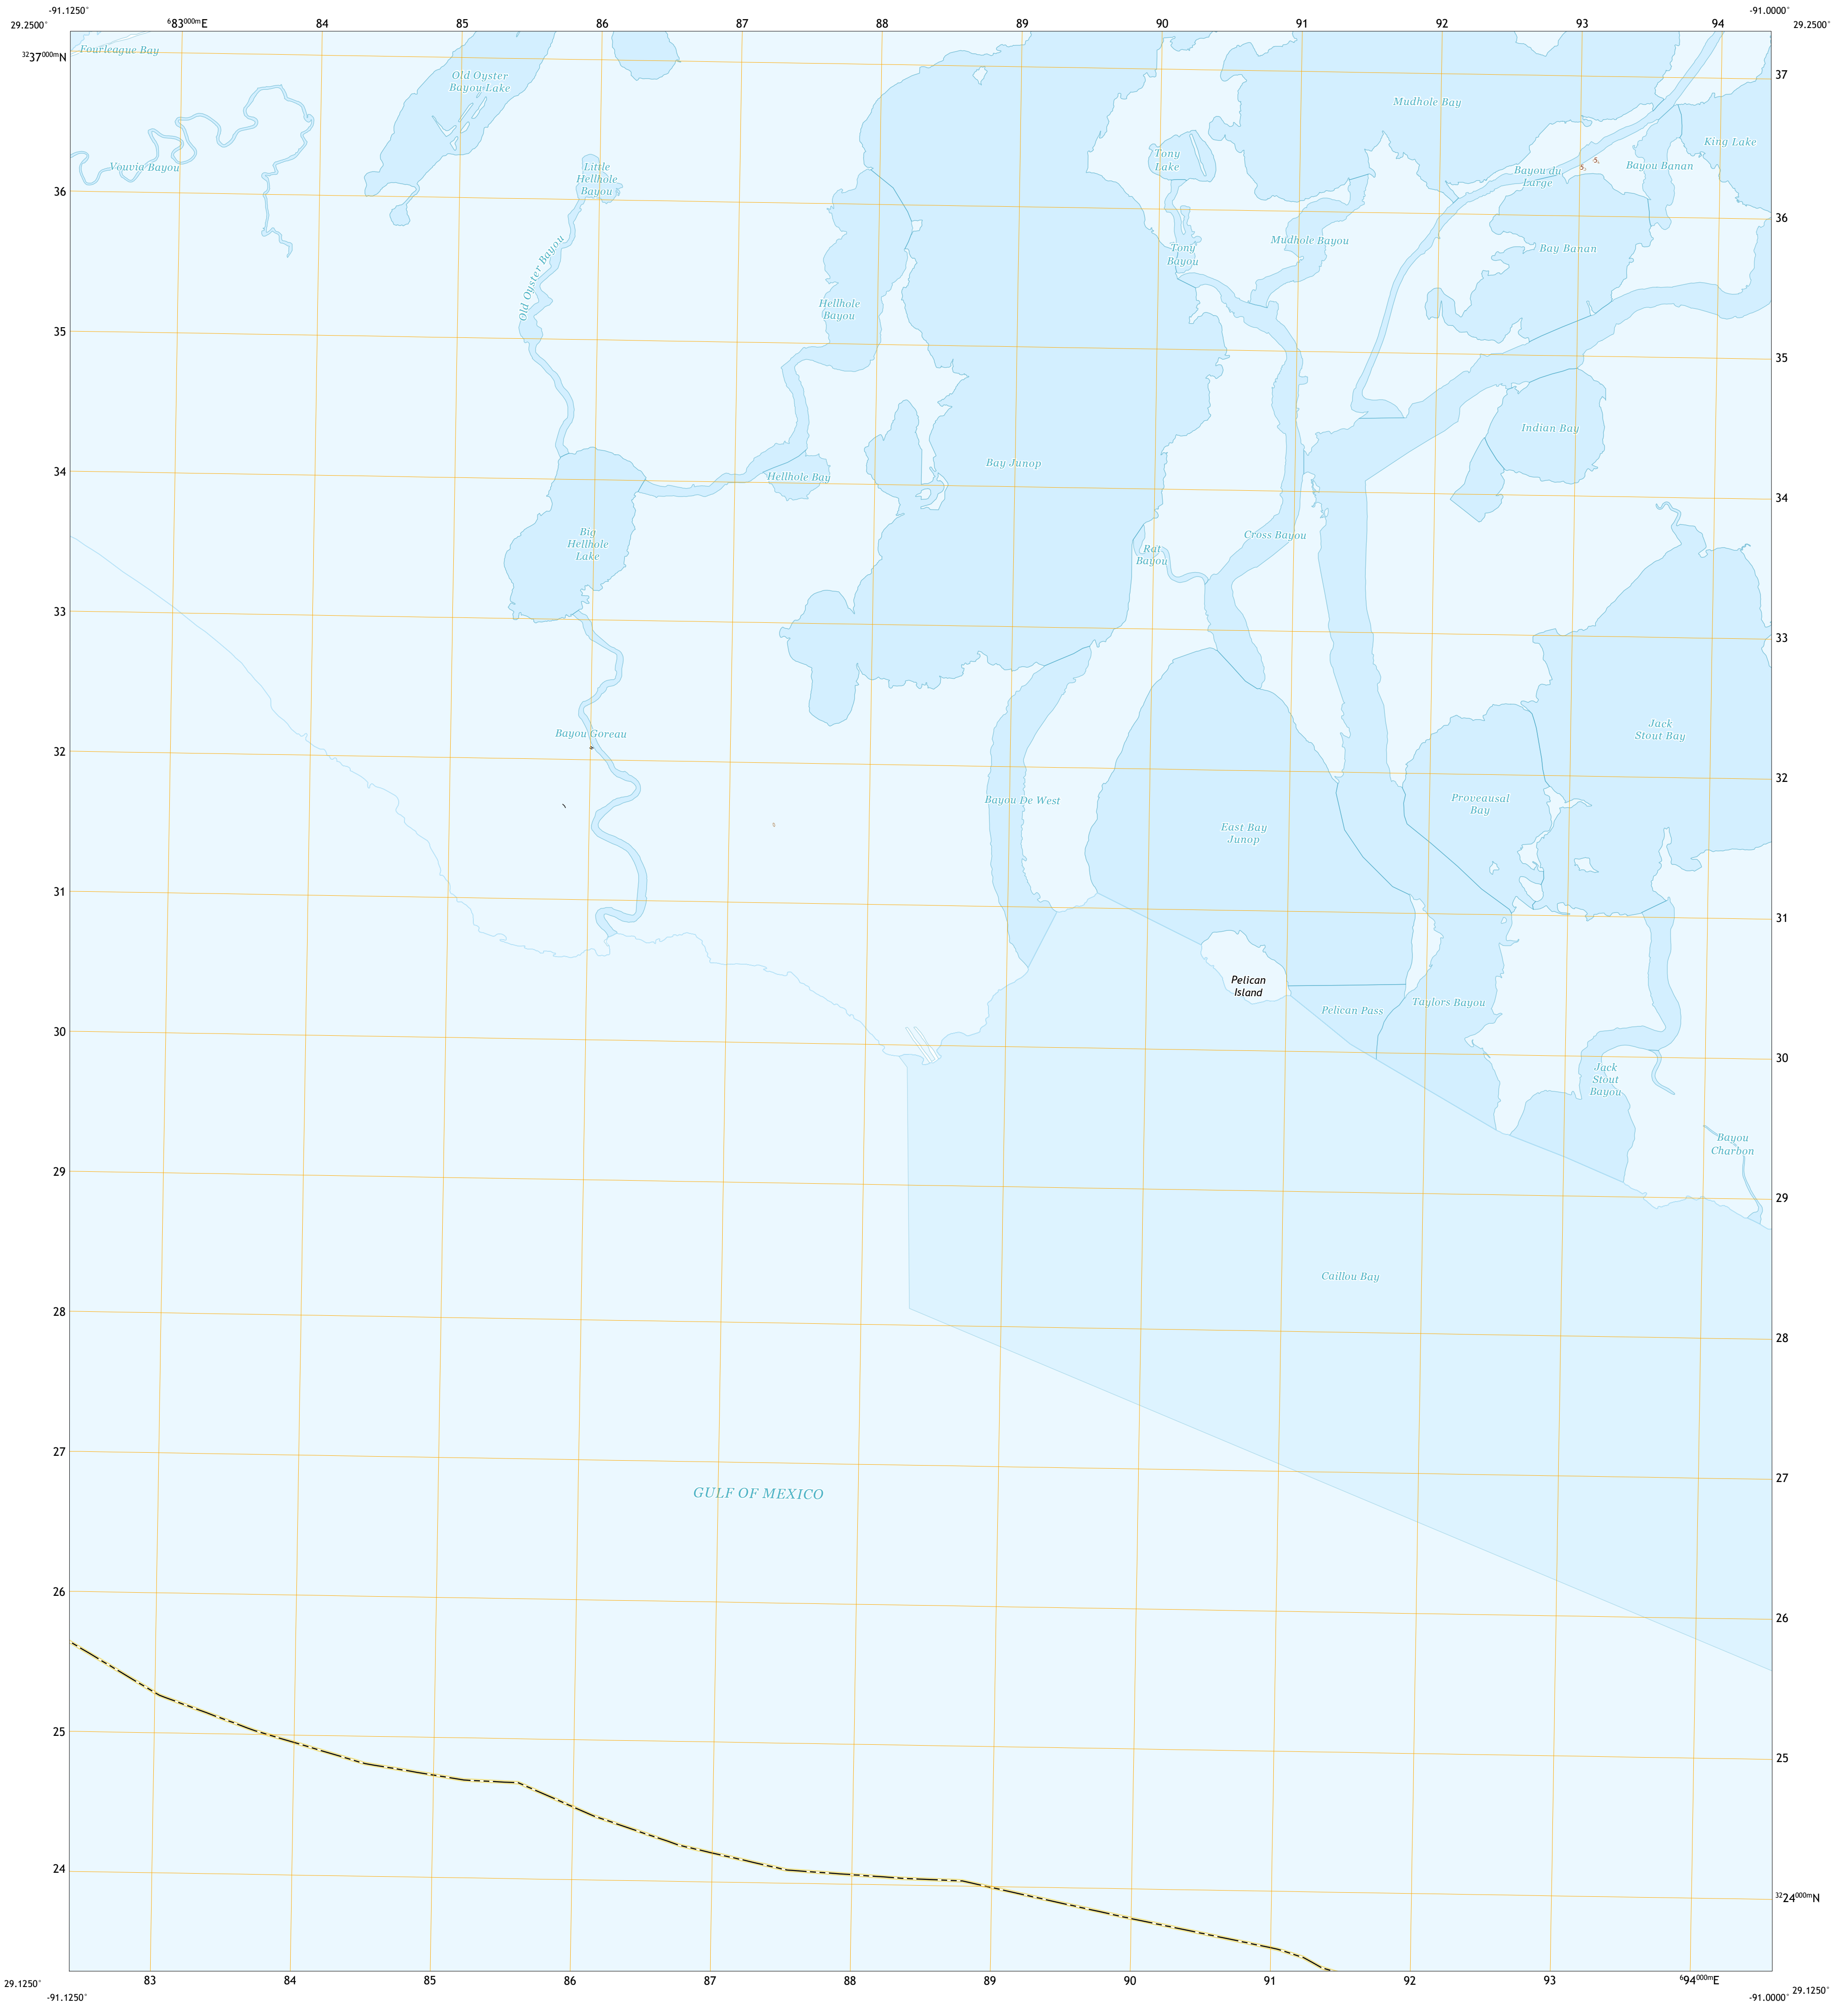 -91.1250°
-91.0000°
29.2500°
⁶83⁰⁰⁰ᵐE
84
85
86
87
88
89
90
91
92
93
94
29.2500°
³²37⁰⁰⁰ᵐN
37
Fourleague Bay
Old Oyster
Bayou Lake
Mudhole Bay
King Lake
Vouvia Bayou
Little
Hellhole
Bayou
Tony
Lake
Bayou du
Large
Bayou Banan
36
36
Old Oyster Bayou
Tony
Bayou
Mudhole Bayou
Bay Banan
Hellhole
Bayou
35
35
Indian Bay
Bay Junop
Hellhole Bay
34
34
Big
Hellhole
Lake
Cross Bayou
Rat
Bayou
33
33
Bayou Goreau
Jack
Stout Bay
32
32
Bayou De West
East Bay
Junop
Proveausal
Bay
31
31
Pelican
Island
Pelican Pass
Taylors Bayou
30
30
Jack
Stout
Bayou
Bayou
Charbon
29
29
Caillou Bay
28
28
27
27
GULF OF MEXICO
26
26
25
25
24
³²24⁰⁰⁰ᵐN
29.1250°
83
84
85
86
87
88
89
90
91
92
93
⁶94⁰⁰⁰ᵐE
29.1250°
-91.1250°
-91.0000°